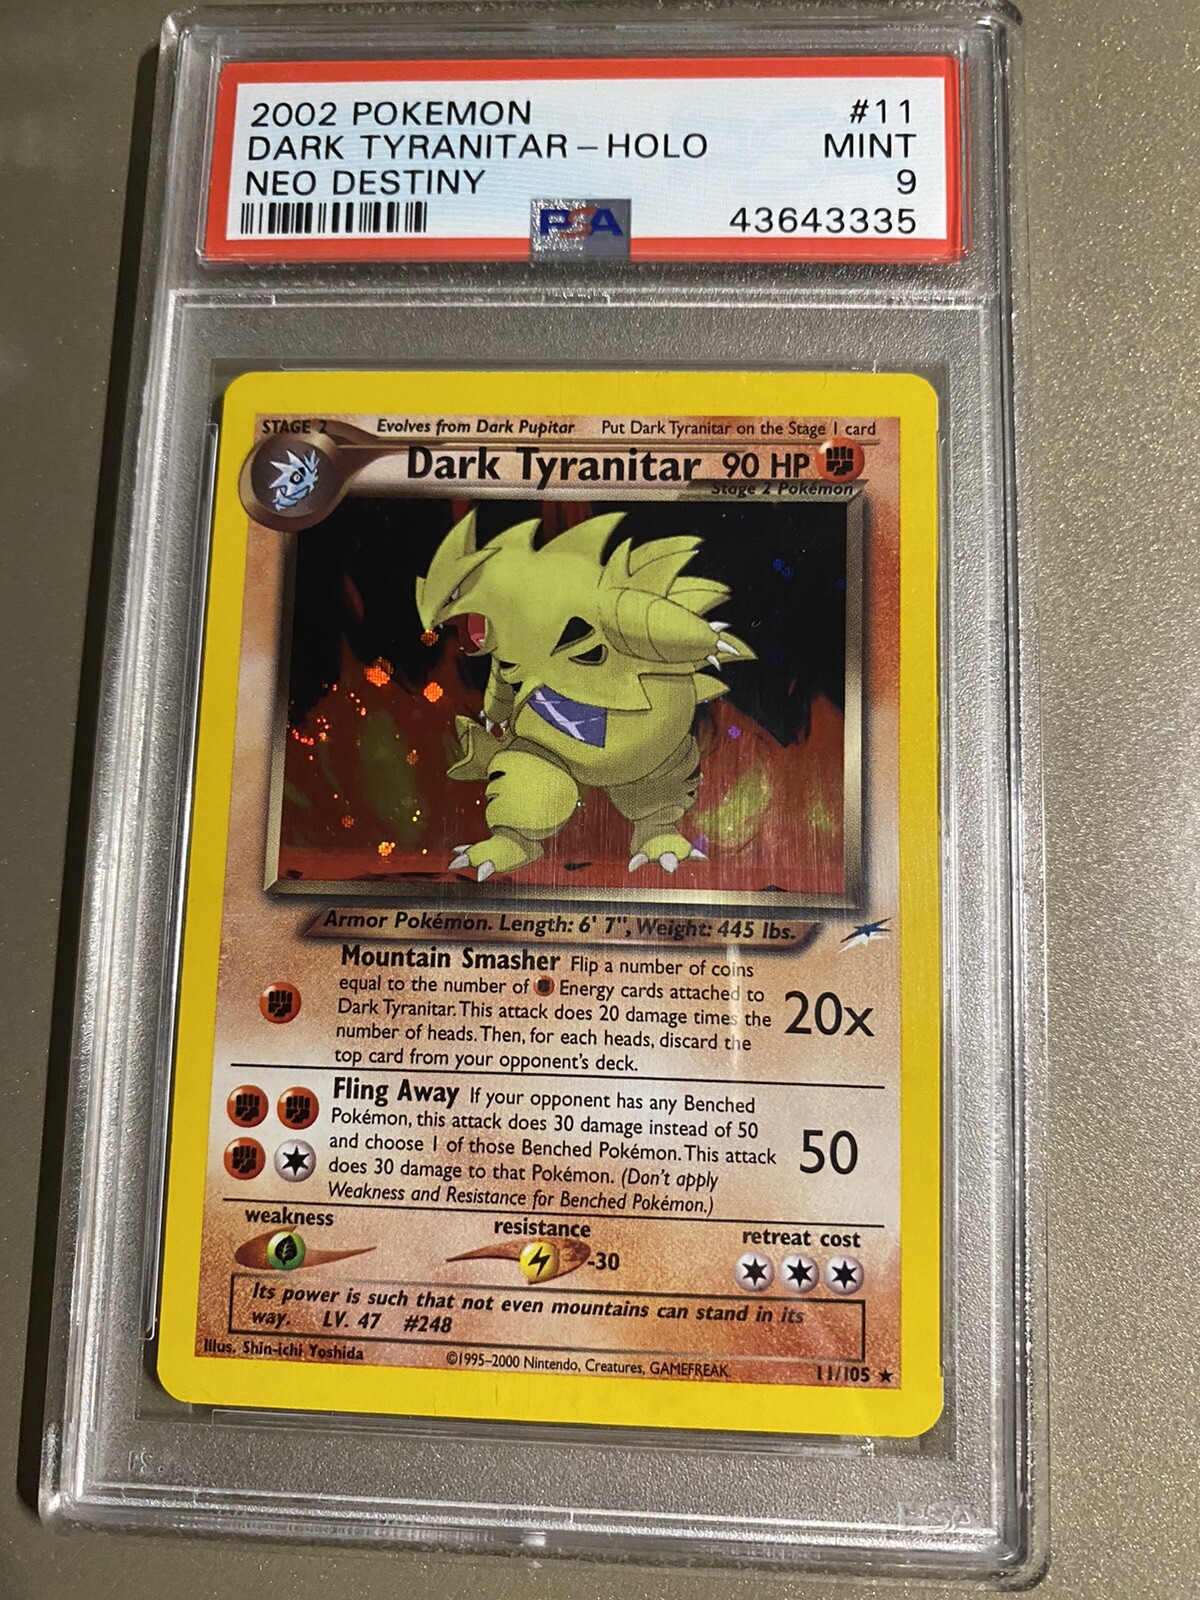 2002 POKEMON #11
DARK TYRANITAR – HOLO MINT
NEO DESTINY 9
PSA 43643335
STAGE 2 Evolves from Dark Pupitar Put Dark Tyranitar on the Stage 1 card
Dark Tyranitar 90 HP
Stage 2 Pokémon
Armor Pokémon. Length: 6' 7", Weight: 445 lbs.
Mountain Smasher Flip a number of coins
equal to the number of Energy cards attached to
Dark Tyranitar. This attack does 20 damage times the
number of heads. Then, for each heads, discard the
top card from your opponent's deck.
20x
Fling Away If your opponent has any Benched
Pokémon, this attack does 30 damage instead of 50
and choose 1 of those Benched Pokémon. This attack
does 30 damage to that Pokémon. (Don't apply
Weakness and Resistance for Benched Pokémon.)
50
weakness resistance retreat cost
-30
Its power is such that not even mountains can stand in its
way. LV. 47 #248
Illus. Shin-ichi Yoshida ©1995–2000 Nintendo, Creatures, GAMEFREAK. 11/105 ★
PSA